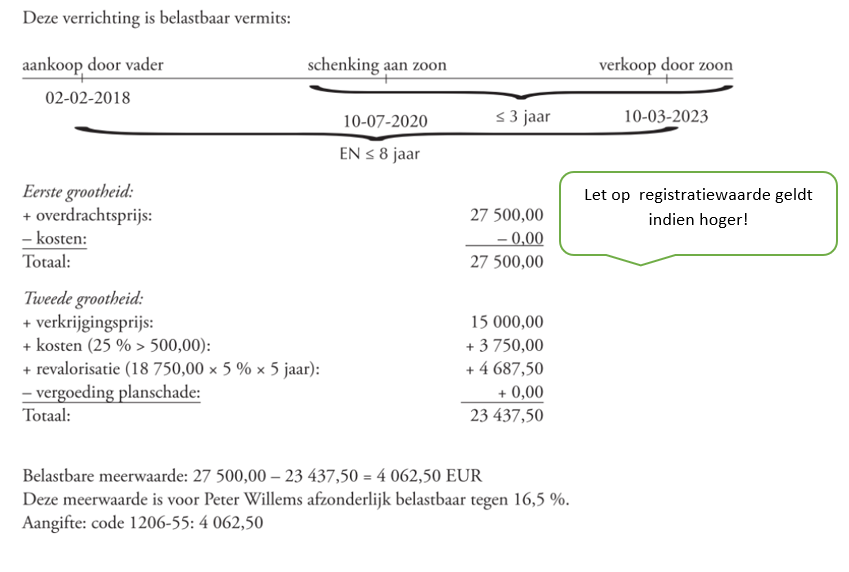 Deze verrichting is belastbaar vermits:
aankoop door vader schenking aan zoon verkoop door zoon
02-02-2018
10-07-2020 ≤ 3 jaar 10-03-2023
EN ≤ 8 jaar
Eerste grootheid:
+ overdrachtsprijs: 27 500,00
– kosten: – 0,00
Totaal: 27 500,00
Let op registratiewaarde geldt
indien hoger!
Tweede grootheid:
+ verkrijgingsprijs: 15 000,00
+ kosten (25 % > 500,00): + 3 750,00
+ revalorisatie (18 750,00 × 5 % × 5 jaar): + 4 687,50
– vergoeding planschade: + 0,00
Totaal: 23 437,50
Belastbare meerwaarde: 27 500,00 – 23 437,50 = 4 062,50 EUR
Deze meerwaarde is voor Peter Willems afzonderlijk belastbaar tegen 16,5 %.
Aangifte: code 1206-55: 4 062,50